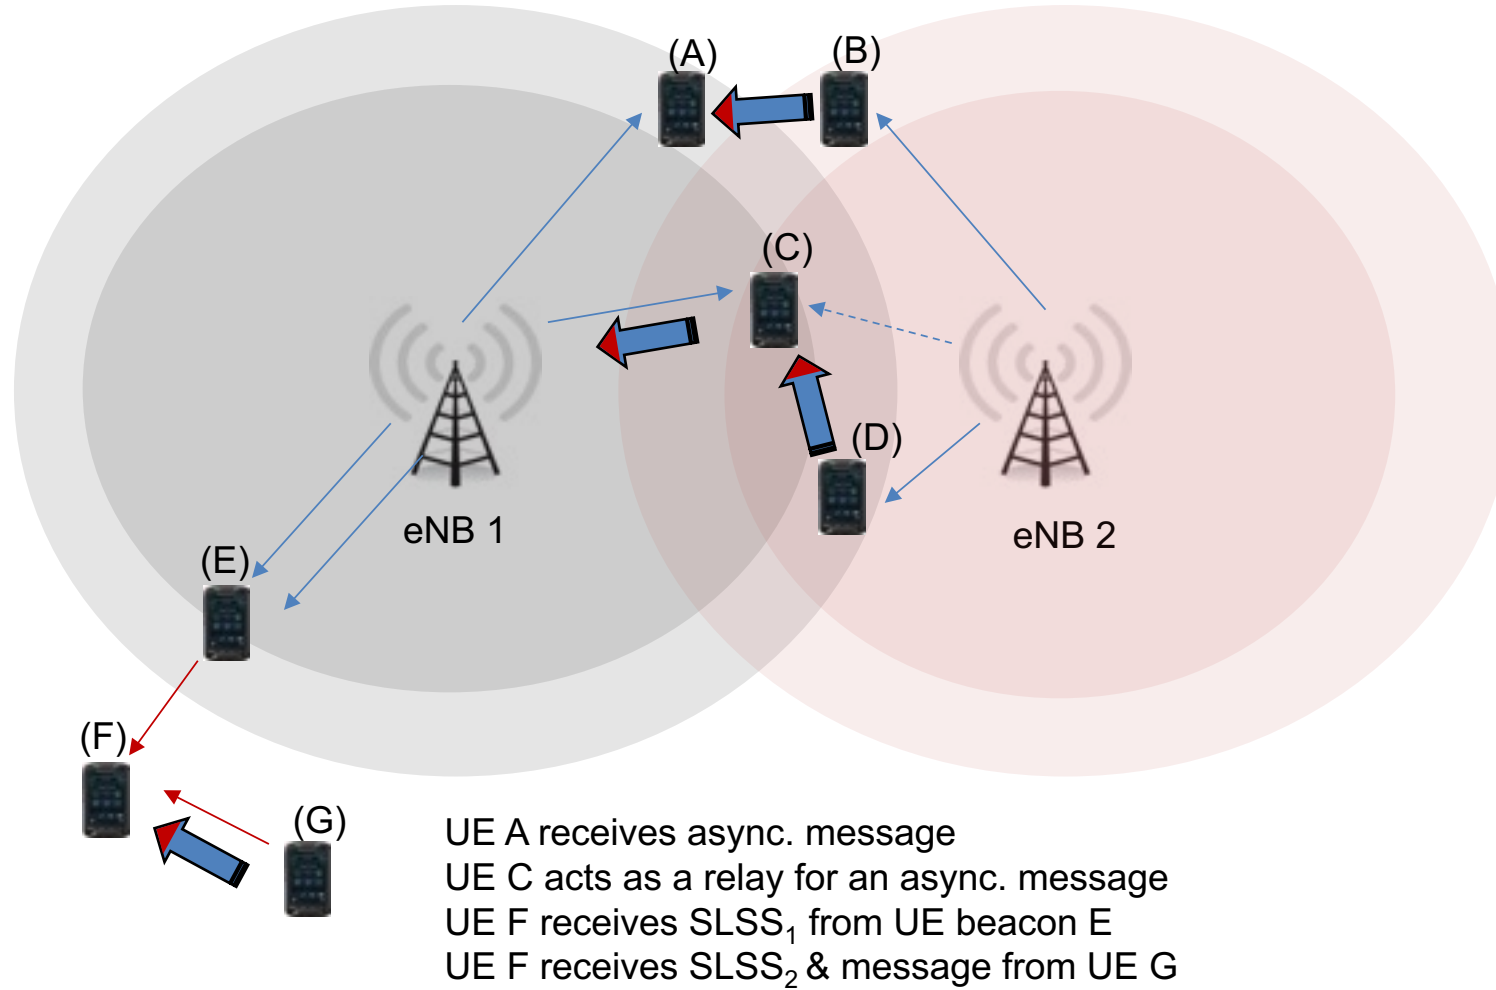 (A)
(B)
(C)
(D)
eNB 1
eNB 2
(E)
(F)
(G)
UE A receives async. message
UE C acts as a relay for an async. message
UE F receives SLSS₁ from UE beacon E
UE F receives SLSS₂ & message from UE G